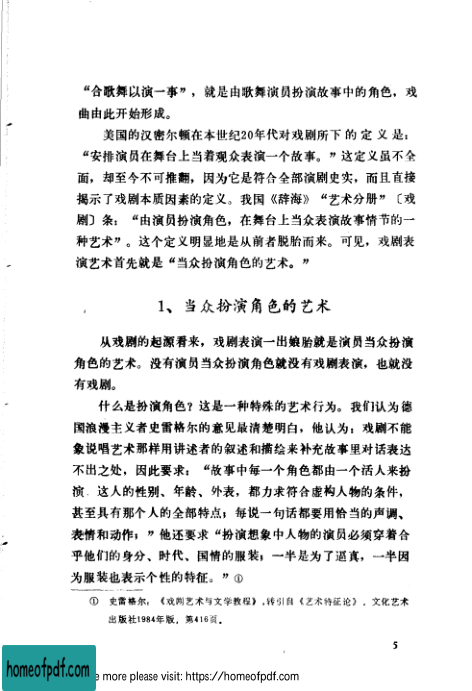 “合歌舞以演一事”，就是由歌舞演员扮演故事中的角色，戏
曲由此开始形成。
美国的汉密尔顿在本世纪20年代对戏剧所下的定义是：
“安排演员在舞台上当着观众表演一个故事。”这定义虽不全
面，却至今不可推翻，因为它是符合全部演剧史实，而且直接
揭示了戏剧本质因素的定义。我国《辞海》“艺术分册”〔戏
剧〕条：“由演员扮演角色，在舞台上当众表演故事情节的一
种艺术”。这个定义明显地是从前者脱胎而来。可见，戏剧表
演艺术首先就是“当众扮演角色的艺术。”
1、当众扮演角色的艺术
从戏剧的起源看来，戏剧表演一出娘胎就是演员当众扮演
角色的艺术。没有演员当众扮演角色就没有戏剧表演，也就没
有戏剧。
什么是扮演角色？这是一种特殊的艺术行为。我们认为德
国浪漫主义者史雷格尔的意见最清楚明白，他认为：戏剧不能
象说唱艺术那样用讲述者的叙述和描绘来补充故事里对话表达
不出之处，因此要求：“故事中每一个角色都由一个活人来扮
演 这人的性别、年龄、外表，都力求符合虚构人物的条件，
甚至具有那个人的全部特点；每说一句话都要用恰当的声调、
表情和动作；”他还要求“扮演想象中人物的演员必须穿着合
乎他们的身分、时代、国情的服装；一半是为了逼真，一半因
为服装也表示个性的特征。”①
① 史雷格尔：《戏剧艺术与文学教程》，转引自《艺术特征论》，文化艺术
出版社1984年版，第416页。
5
homeofpdf.com
e more please visit: https://homeofpdf.com